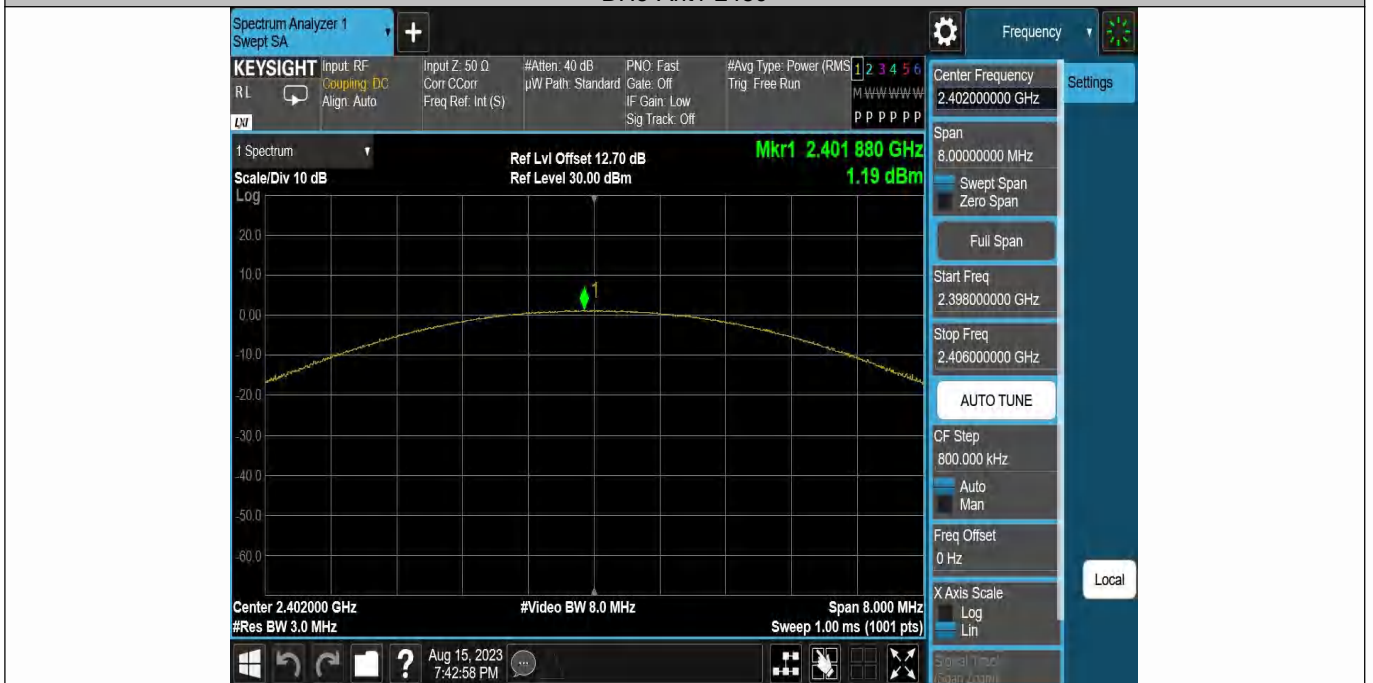 Spectrum Analyzer 1
Swept SA
+
Frequency
KEYSIGHT
RL
LXI
Input: RF
Coupling: DC
Align: Auto
Input Z: 50 Ω
Corr CCorr
Freq Ref: Int (S)
#Atten: 40 dB
µW Path: Standard
PNO: Fast
Gate: Off
IF Gain: Low
Sig Track: Off
#Avg Type: Power (RMS
Trig: Free Run
1 2 3 4 5 6
M W W W W W
P P P P P P
Center Frequency
2.402000000 GHz
Settings
Span
8.00000000 MHz
Swept Span
Zero Span
Full Span
Start Freq
2.398000000 GHz
Stop Freq
2.406000000 GHz
AUTO TUNE
CF Step
800.000 kHz
Auto
Man
Freq Offset
0 Hz
X Axis Scale
Log
Lin
Signal Track
(Span Zoom)
Local
1 Spectrum
Scale/Div 10 dB
Log
Ref Lvl Offset 12.70 dB
Ref Level 30.00 dBm
Mkr1 2.401 880 GHz
1.19 dBm
20.0
10.0
1
0.00
-10.0
-20.0
-30.0
-40.0
-50.0
-60.0
Center 2.402000 GHz
#Res BW 3.0 MHz
#Video BW 8.0 MHz
Span 8.000 MHz
Sweep 1.00 ms (1001 pts)
?
Aug 15, 2023
7:42:58 PM